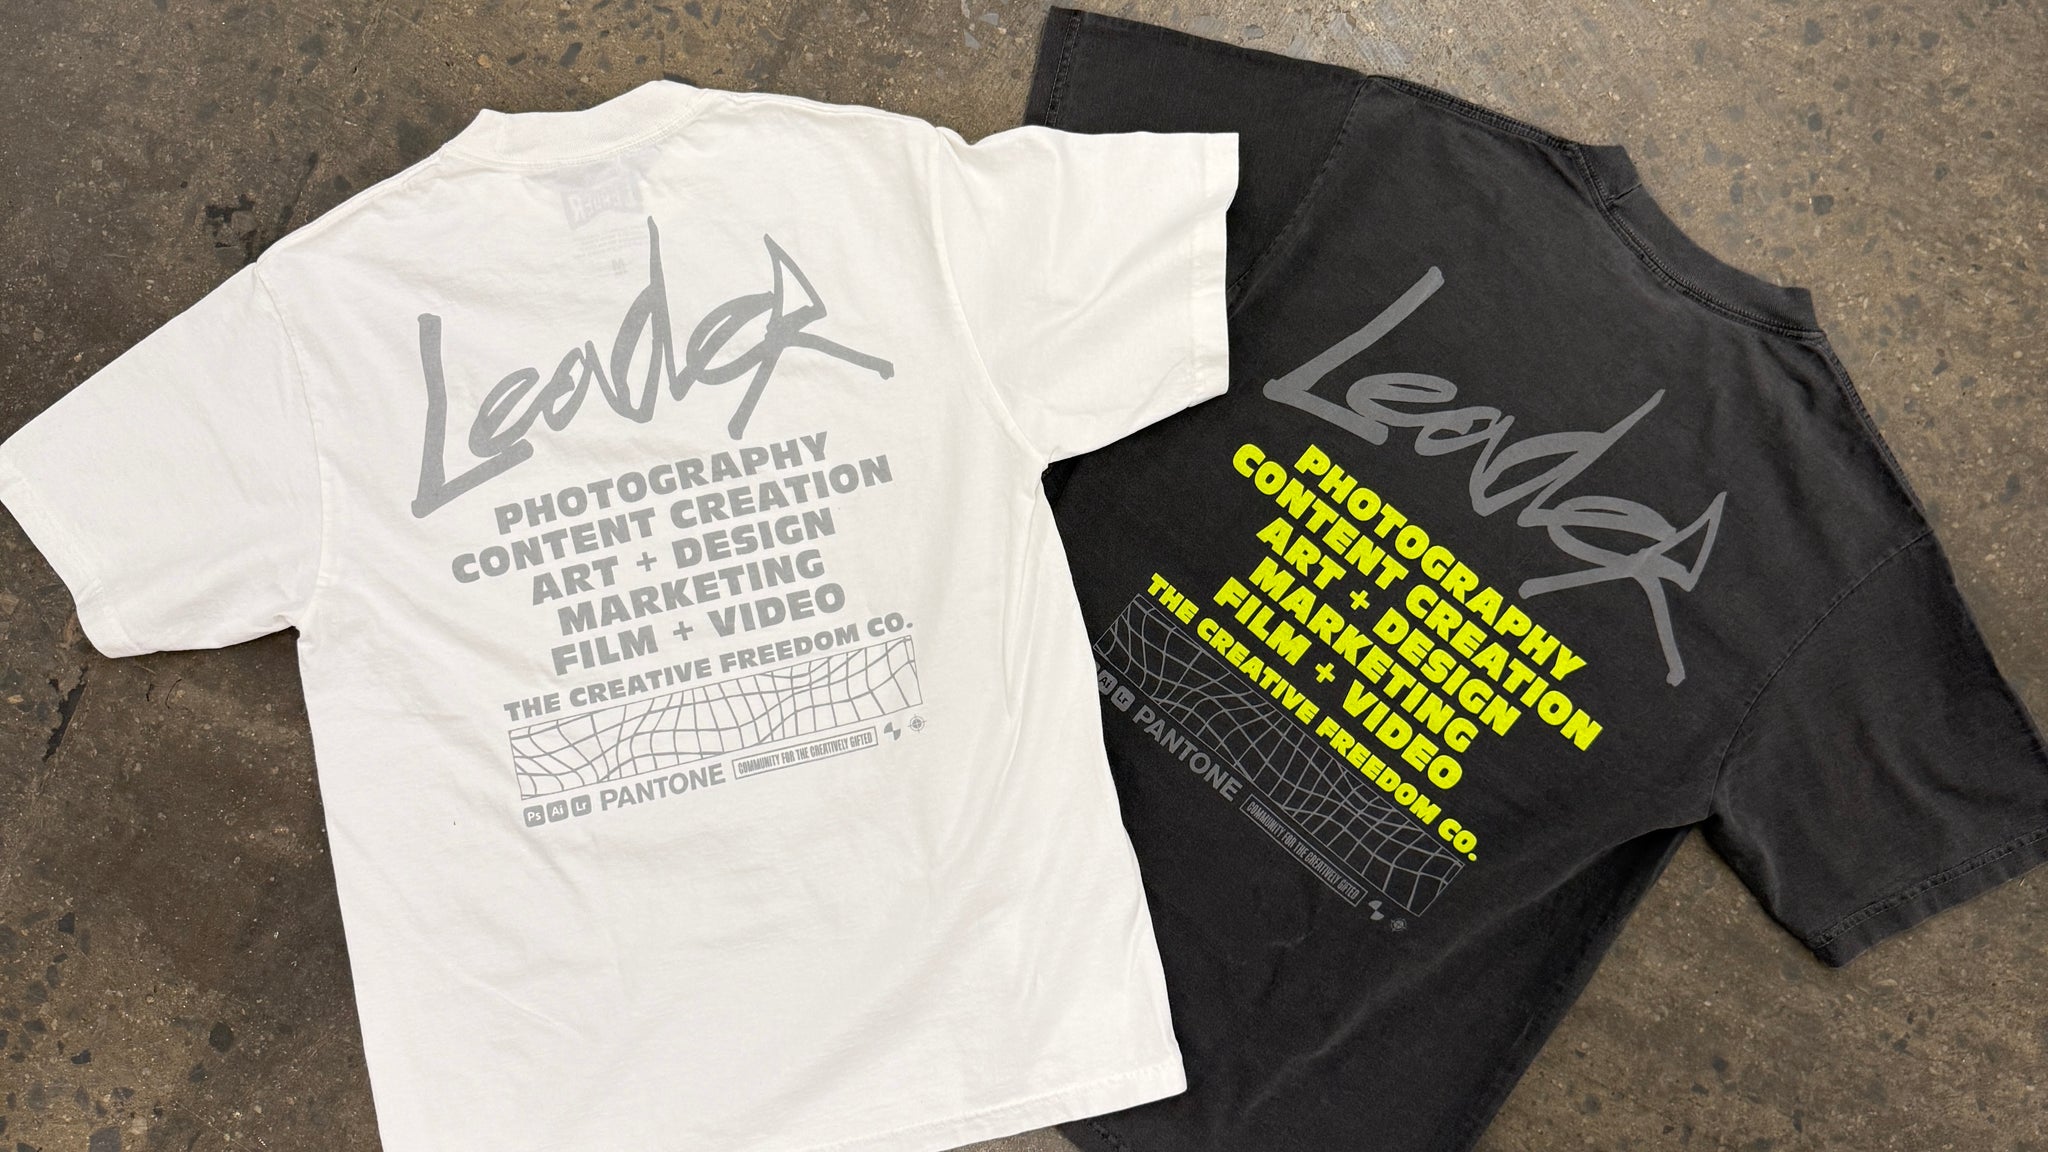 LeadeR
PHOTOGRAPHY
CONTENT CREATION
ART + DESIGN
MARKETING
FILM + VIDEO
THE CREATIVE FREEDOM CO.
Ps Ai Lr PANTONE COMMUNITY FOR THE CREATIVELY GIFTED
LeadeR
PHOTOGRAPHY
CONTENT CREATION
ART + DESIGN
MARKETING
FILM + VIDEO
THE CREATIVE FREEDOM CO.
Ai Lr PANTONE COMMUNITY FOR THE CREATIVELY GIFTED